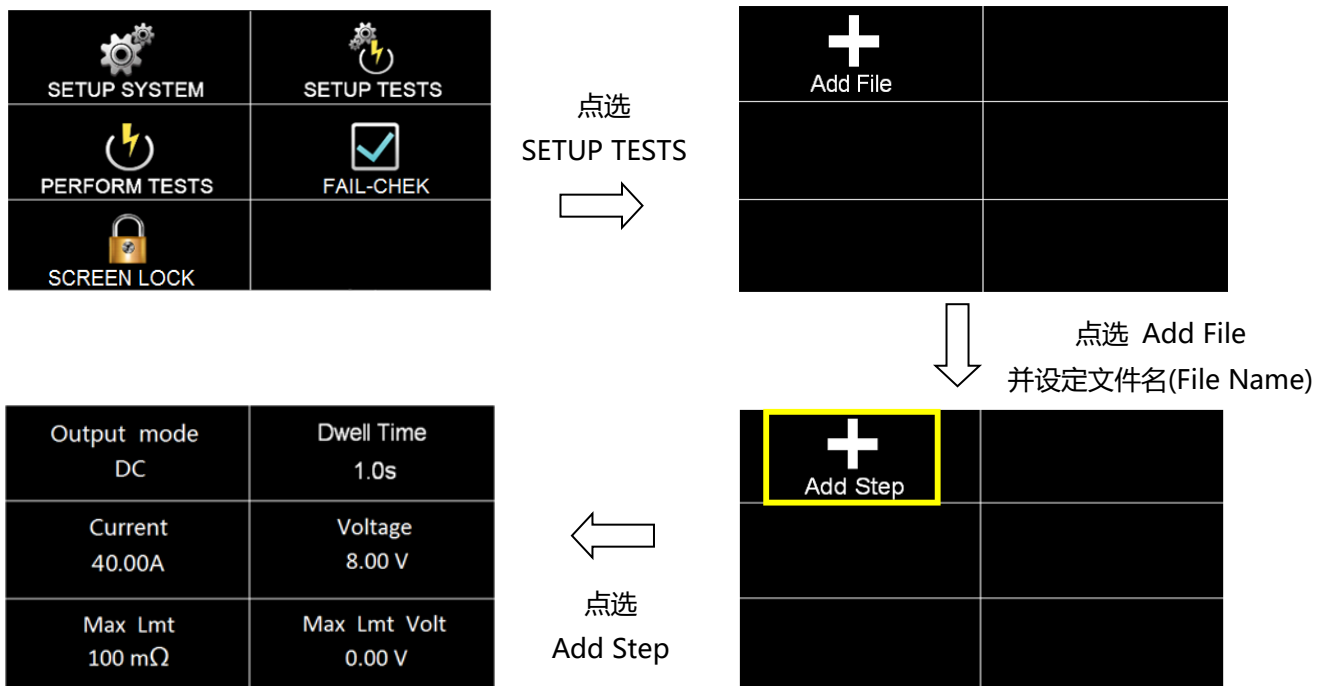 SETUP SYSTEM
SETUP TESTS
PERFORM TESTS
FAIL-CHEK
SCREEN LOCK
点选
SETUP TESTS
Add File
点选 Add File
并设定文件名(File Name)
Add Step
点选
Add Step
Output mode
DC
Dwell Time
1.0s
Current
40.00A
Voltage
8.00 V
Max Lmt
100 mΩ
Max Lmt Volt
0.00 V